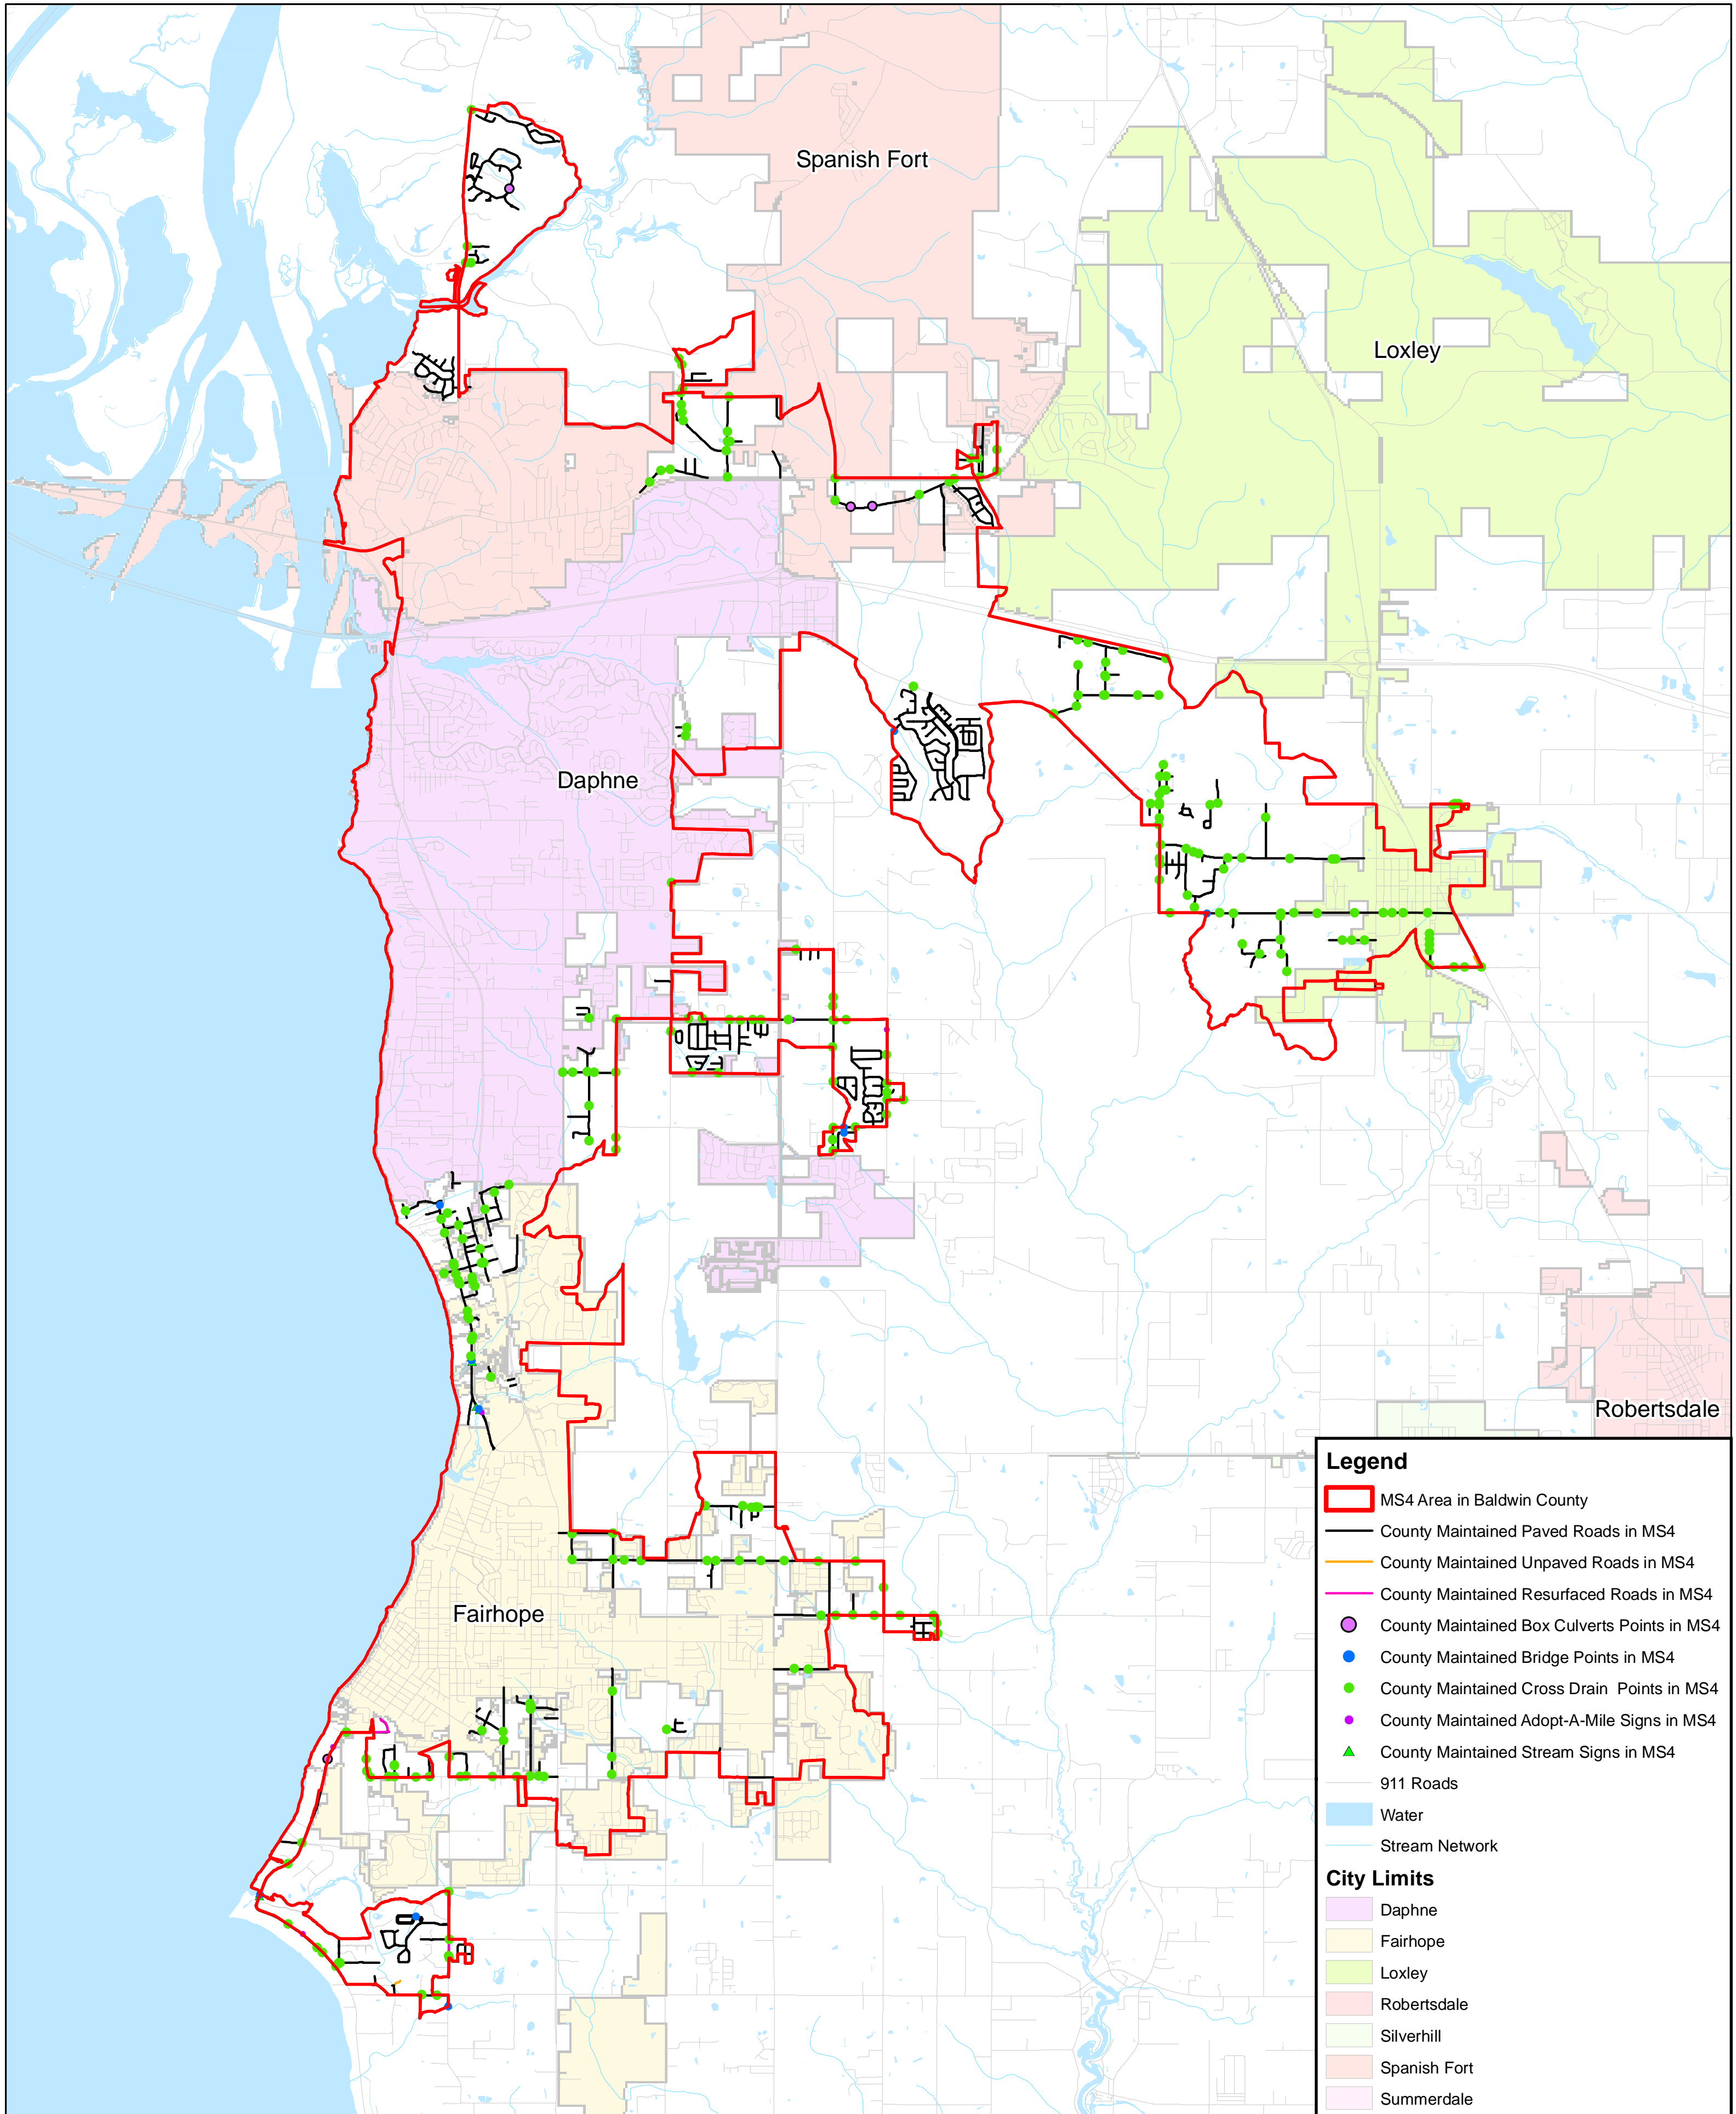 Spanish Fort
Loxley
Daphne
Robertsdale
Fairhope
Legend
MS4 Area in Baldwin County
County Maintained Paved Roads in MS4
County Maintained Unpaved Roads in MS4
County Maintained Resurfaced Roads in MS4
County Maintained Box Culverts Points in MS4
County Maintained Bridge Points in MS4
County Maintained Cross Drain Points in MS4
County Maintained Adopt-A-Mile Signs in MS4
County Maintained Stream Signs in MS4
911 Roads
Water
Stream Network
City Limits
Daphne
Fairhope
Loxley
Robertsdale
Silverhill
Spanish Fort
Summerdale